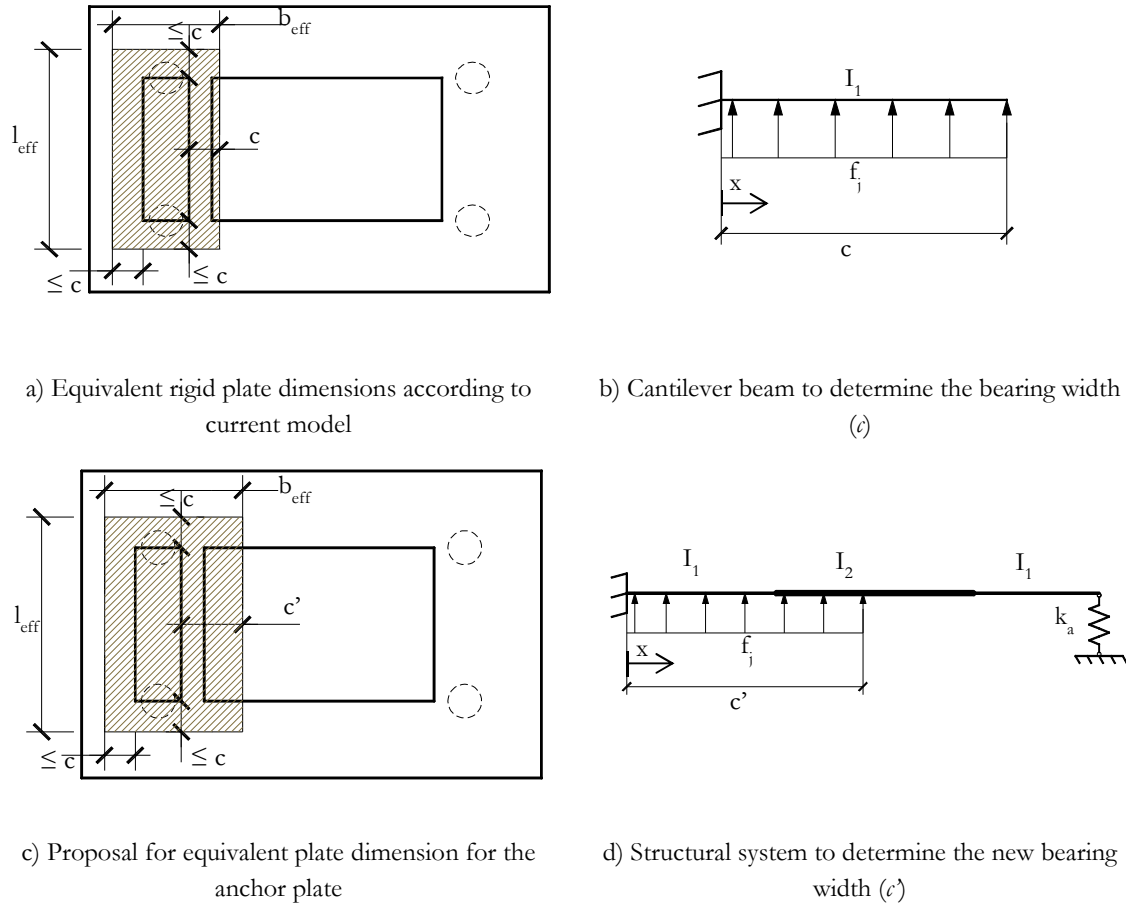 ≤ c
b_eff
l_eff
c
≤ c
≤ c
I_1
f_j
x
c
a) Equivalent rigid plate dimensions according to
current model
b) Cantilever beam to determine the bearing width
(c)
≤ c
b_eff
l_eff
c’
≤ c
≤ c
I_1
I_2
I_1
k_a
f_j
x
c’
c) Proposal for equivalent plate dimension for the
anchor plate
d) Structural system to determine the new bearing
width (c’)